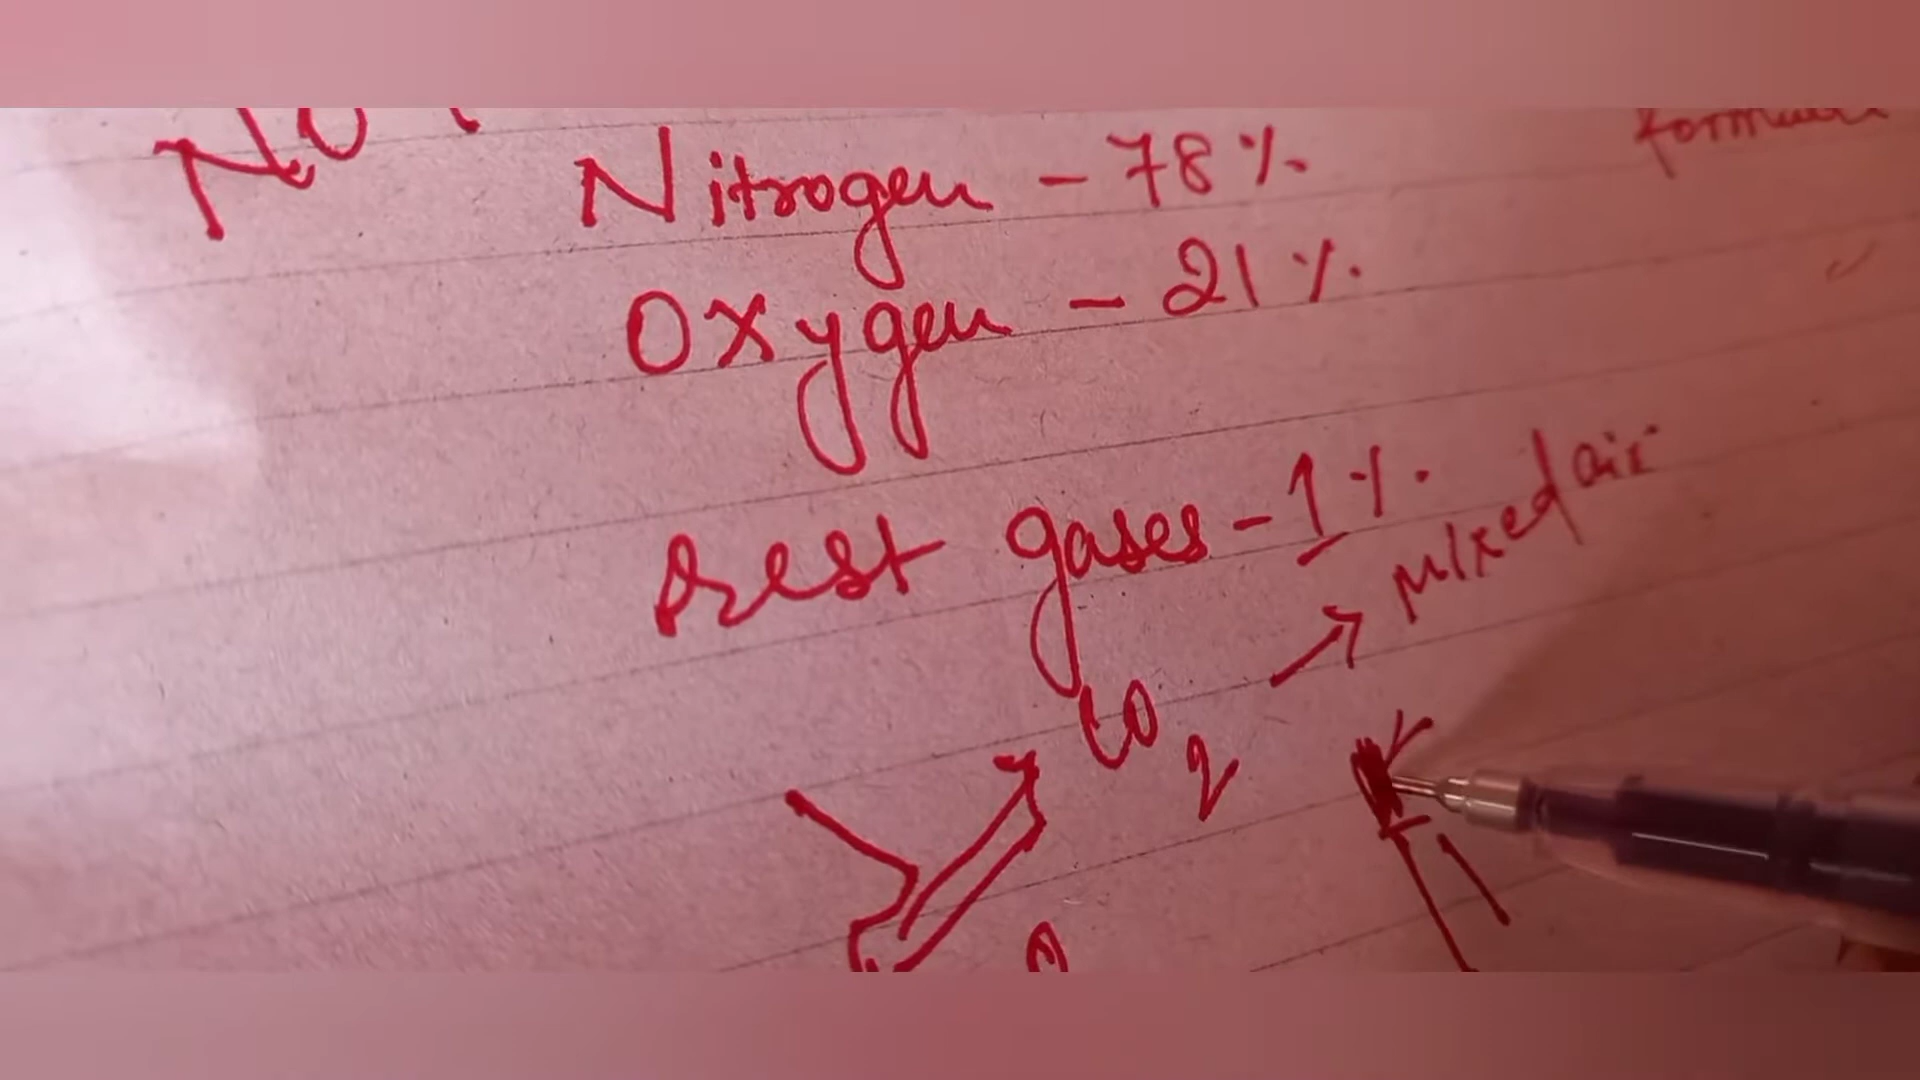 Nitrogen - 78%
Oxygen - 21%
Rest gases - 1%
CO2 → Mixed air